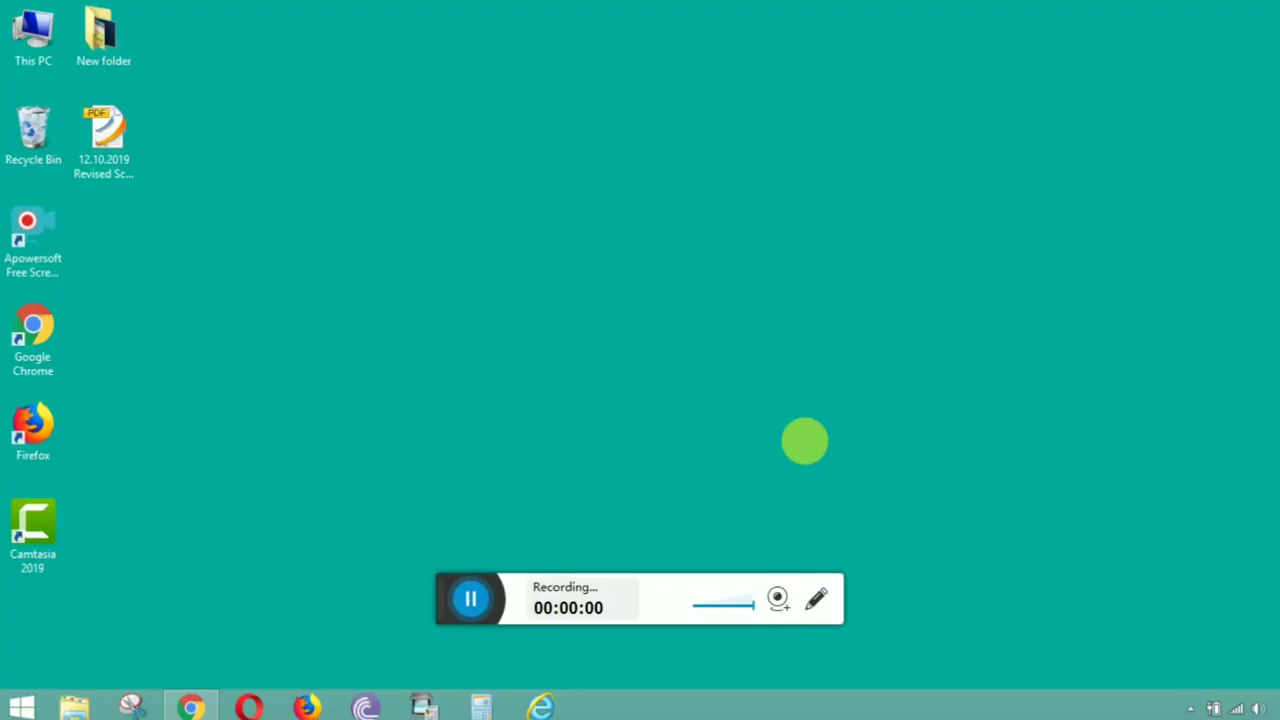 This PC
New folder
Recycle Bin
PDF
12.10.2019
Revised Sc...
Apowersoft
Free Scre...
Google
Chrome
Firefox
Camtasia
2019
Recording...
00:00:00